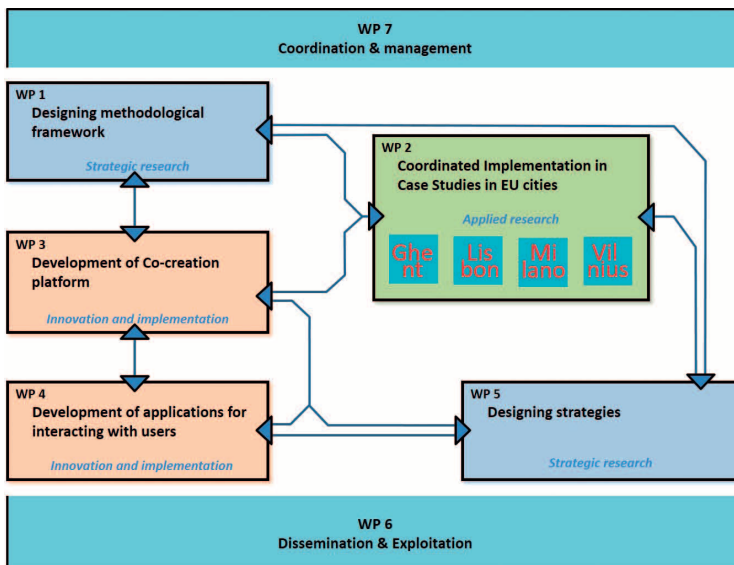 WP 7
Coordination & management
WP 1
Designing methodological
framework
Strategic research
WP 2
Coordinated Implementation in
Case Studies in EU cities
Applied research
Ghe
nt
Lis
bon
Mi
lano
Vil
nius
WP 3
Development of Co-creation
platform
Innovation and implementation
WP 4
Development of applications for
interacting with users
Innovation and implementation
WP 5
Designing strategies
Strategic research
WP 6
Dissemination & Exploitation